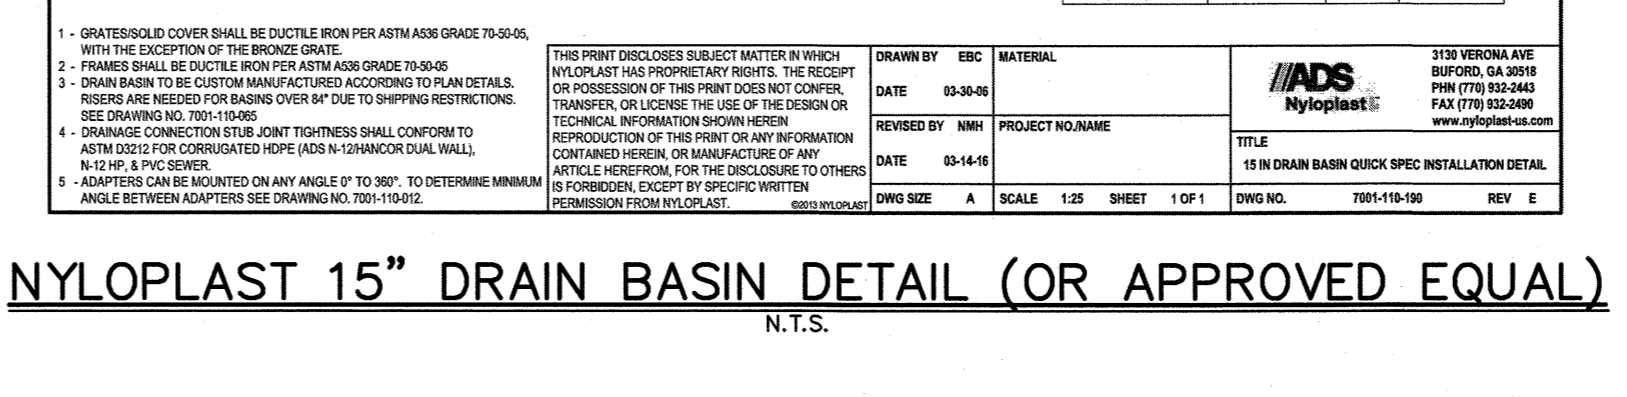 1 - GRATES/SOLID COVER SHALL BE DUCTILE IRON PER ASTM A536 GRADE 70-50-05,
WITH THE EXCEPTION OF THE BRONZE GRATE.
2 - FRAMES SHALL BE DUCTILE IRON PER ASTM A536 GRADE 70-50-05
3 - DRAIN BASIN TO BE CUSTOM MANUFACTURED ACCORDING TO PLAN DETAILS.
RISERS ARE NEEDED FOR BASINS OVER 84" DUE TO SHIPPING RESTRICTIONS.
SEE DRAWING NO. 7001-110-065
4 - DRAINAGE CONNECTION STUB JOINT TIGHTNESS SHALL CONFORM TO
ASTM D3212 FOR CORRUGATED HDPE (ADS N-12/HANCOR DUAL WALL),
N-12 HP, & PVC SEWER.
5 - ADAPTERS CAN BE MOUNTED ON ANY ANGLE 0° TO 360°. TO DETERMINE MINIMUM
ANGLE BETWEEN ADAPTERS SEE DRAWING NO. 7001-110-012.
THIS PRINT DISCLOSES SUBJECT MATTER IN WHICH
NYLOPLAST HAS PROPRIETARY RIGHTS. THE RECEIPT
OR POSSESSION OF THIS PRINT DOES NOT CONFER,
TRANSFER, OR LICENSE THE USE OF THE DESIGN OR
TECHNICAL INFORMATION SHOWN HEREIN
REPRODUCTION OF THIS PRINT OR ANY INFORMATION
CONTAINED HEREIN, OR MANUFACTURE OF ANY
ARTICLE HEREFROM, FOR THE DISCLOSURE TO OTHERS
IS FORBIDDEN, EXCEPT BY SPECIFIC WRITTEN
PERMISSION FROM NYLOPLAST. ©2013 NYLOPLAST
DRAWN BY EBC
DATE 03-30-06
REVISED BY NMH
DATE 03-14-16
DWG SIZE A
MATERIAL
PROJECT NO./NAME
SCALE 1:25 SHEET 1 OF 1
ADS
Nyloplast
3130 VERONA AVE
BUFORD, GA 30518
PHN (770) 932-2443
FAX (770) 932-2490
www.nyloplast-us.com
TITLE
15 IN DRAIN BASIN QUICK SPEC INSTALLATION DETAIL
DWG NO. 7001-110-190 REV E
NYLOPLAST 15" DRAIN BASIN DETAIL (OR APPROVED EQUAL)
N.T.S.